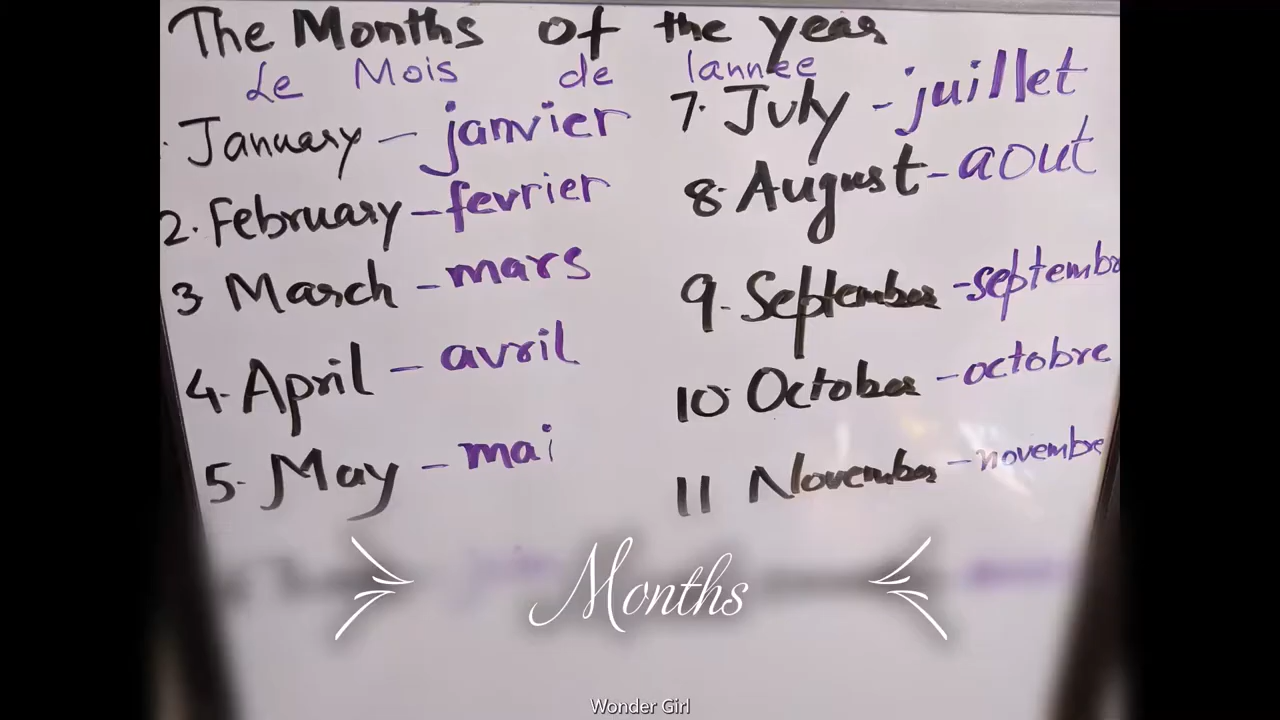 The Months of the year
Le Mois de lannee
January - janvier
2. February - fevrier
3 March - mars
4. April - avril
5. May - mai
7. July - juillet
8. August - aout
9. September - septembr
10. October - octobre
11 November - novembre
Months
Wonder Girl